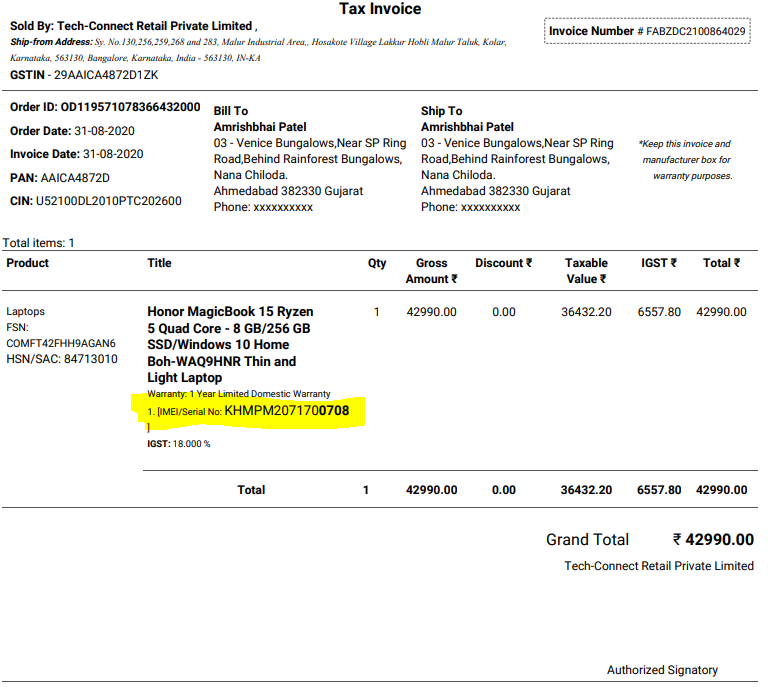 Tax Invoice
Sold By: Tech-Connect Retail Private Limited ,
Invoice Number # FABZDC2100864029
Ship-from Address: Sy. No.130,256,259,268 and 283, Malur Industrial Area,, Hosakote Village Lakkur Hobli Malur Taluk, Kolar,
Karnataka, 563130, Bangalore, Karnataka, India - 563130, IN-KA
GSTIN - 29AAICA4872D1ZK
Order ID: OD119571078366432000
Order Date: 31-08-2020
Invoice Date: 31-08-2020
PAN: AAICA4872D
CIN: U52100DL2010PTC202600
Bill To
Amrishbhai Patel
03 - Venice Bungalows,Near SP Ring
Road,Behind Rainforest Bungalows,
Nana Chiloda.
Ahmedabad 382330 Gujarat
Phone: xxxxxxxxxx
Ship To
Amrishbhai Patel
03 - Venice Bungalows,Near SP Ring
Road,Behind Rainforest Bungalows,
Nana Chiloda.
Ahmedabad 382330 Gujarat
Phone: xxxxxxxxxx
*Keep this invoice and
manufacturer box for
warranty purposes.
Total items: 1
Product Title Qty Gross Amount ₹ Discount ₹ Taxable Value ₹ IGST ₹ Total ₹
Laptops
FSN:
COMFT42FHH9AGAN6
HSN/SAC: 84713010
Honor MagicBook 15 Ryzen
5 Quad Core - 8 GB/256 GB
SSD/Windows 10 Home
Boh-WAQ9HNR Thin and
Light Laptop
Warranty: 1 Year Limited Domestic Warranty
1. [IMEI/Serial No: KHMPM2071700708
]
IGST: 18.000 %
1 42990.00 0.00 36432.20 6557.80 42990.00
Total 1 42990.00 0.00 36432.20 6557.80 42990.00
Grand Total ₹ 42990.00
Tech-Connect Retail Private Limited
Authorized Signatory